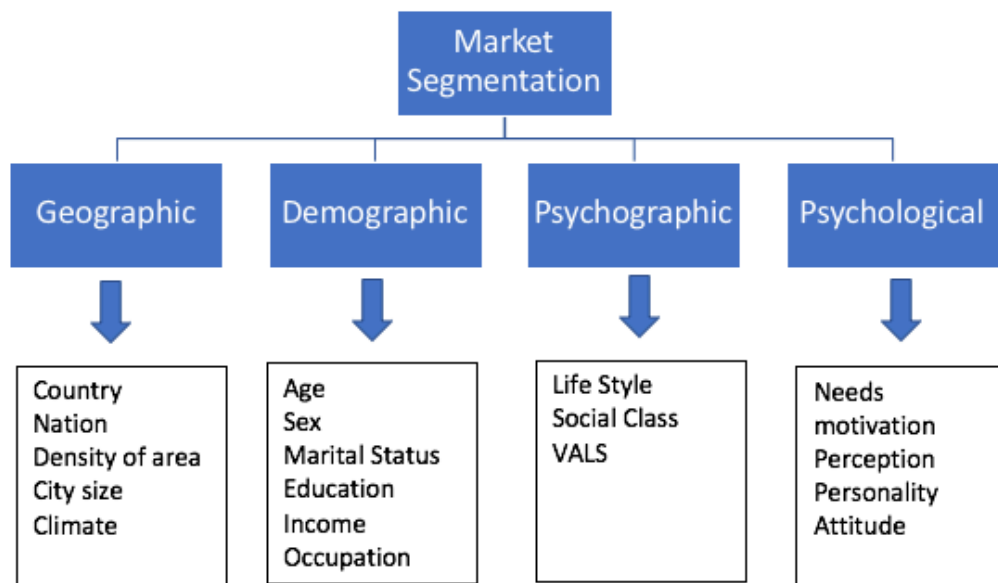 Market
Segmentation
Geographic
Demographic
Psychographic
Psychological
Country
Nation
Density of area
City size
Climate
Age
Sex
Marital Status
Education
Income
Occupation
Life Style
Social Class
VALS
Needs
motivation
Perception
Personality
Attitude